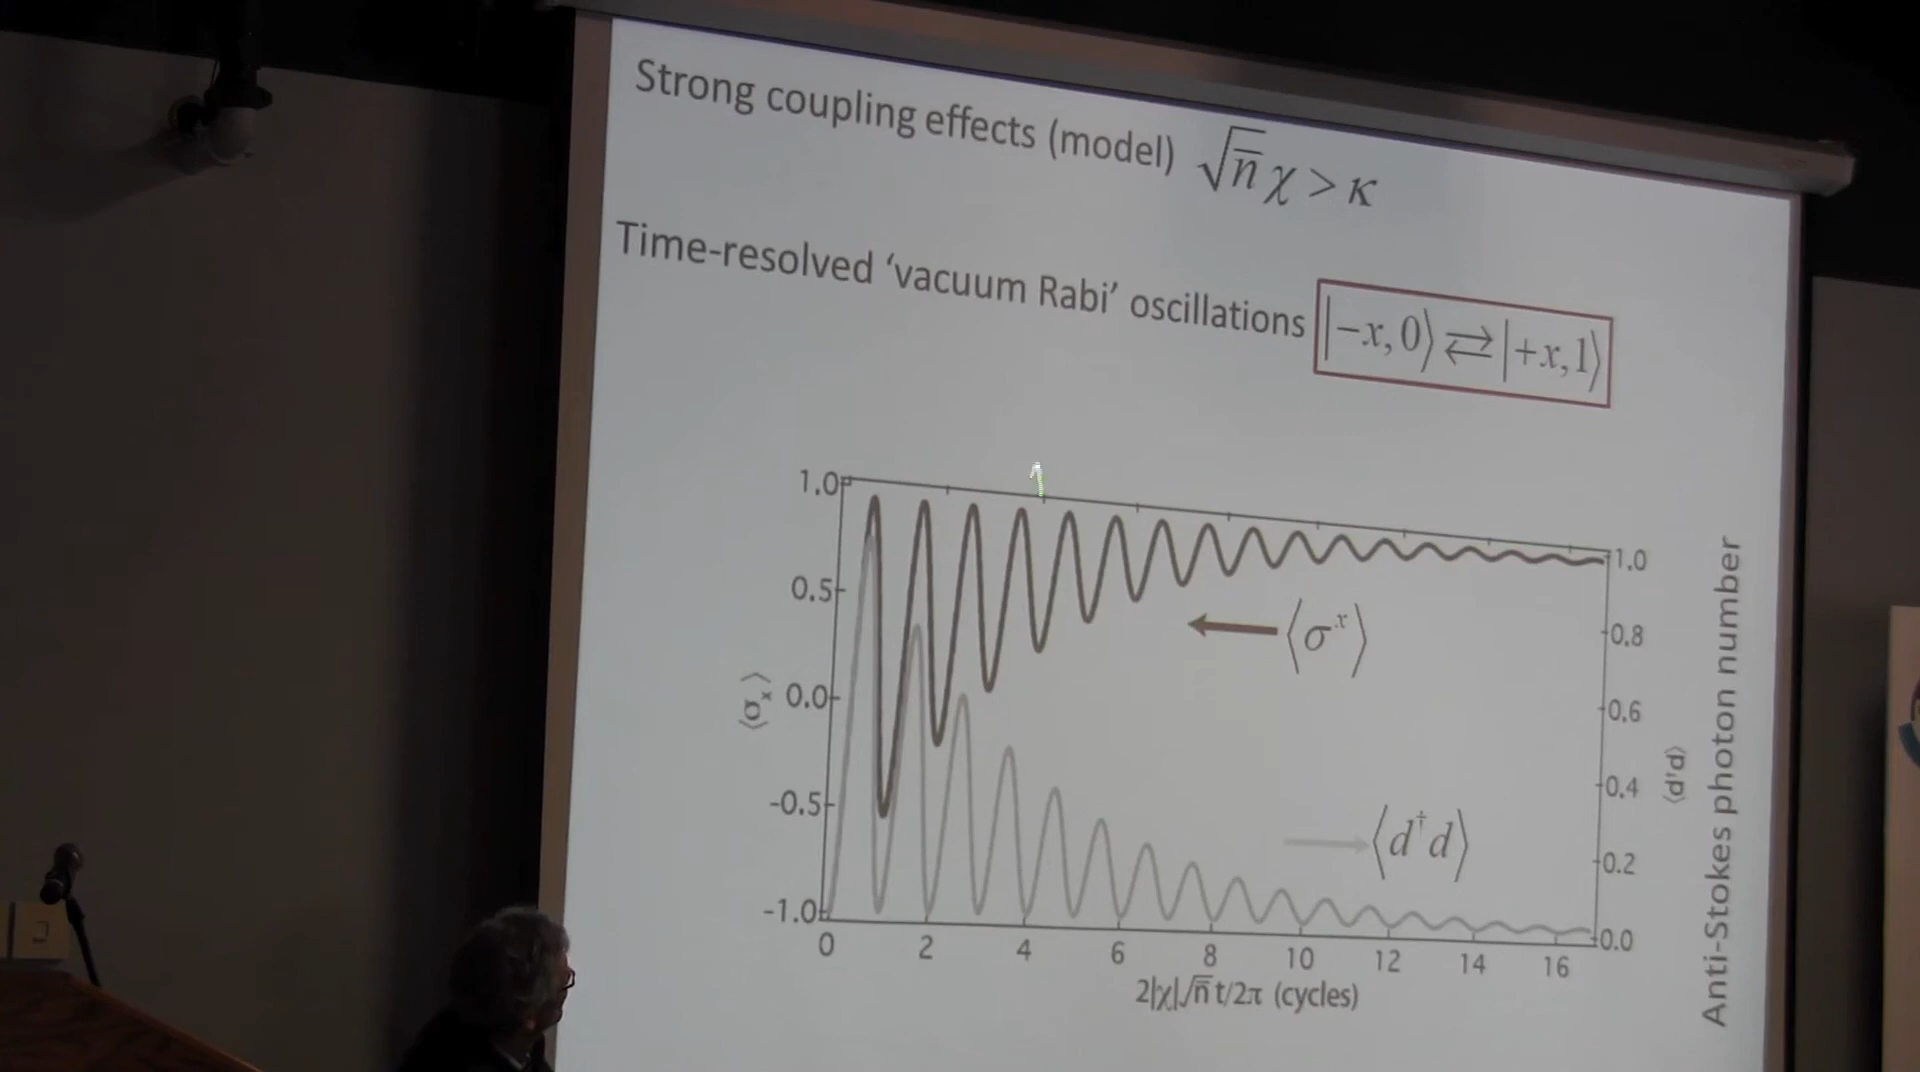 Strong coupling effects (model) √n̅ χ > κ
Time-resolved ‘vacuum Rabi’ oscillations |−x, 0⟩ ⇄ |+x, 1⟩
1.0
0.5
0.0
-0.5
-1.0
⟨σₓ⟩
⟨σˣ⟩
⟨d†d⟩
1.0
0.8
0.6
0.4
0.2
0.0
⟨d'd⟩
Anti-Stokes photon number
0 2 4 6 8 10 12 14 16
2|χ|√n̅ t/2π (cycles)